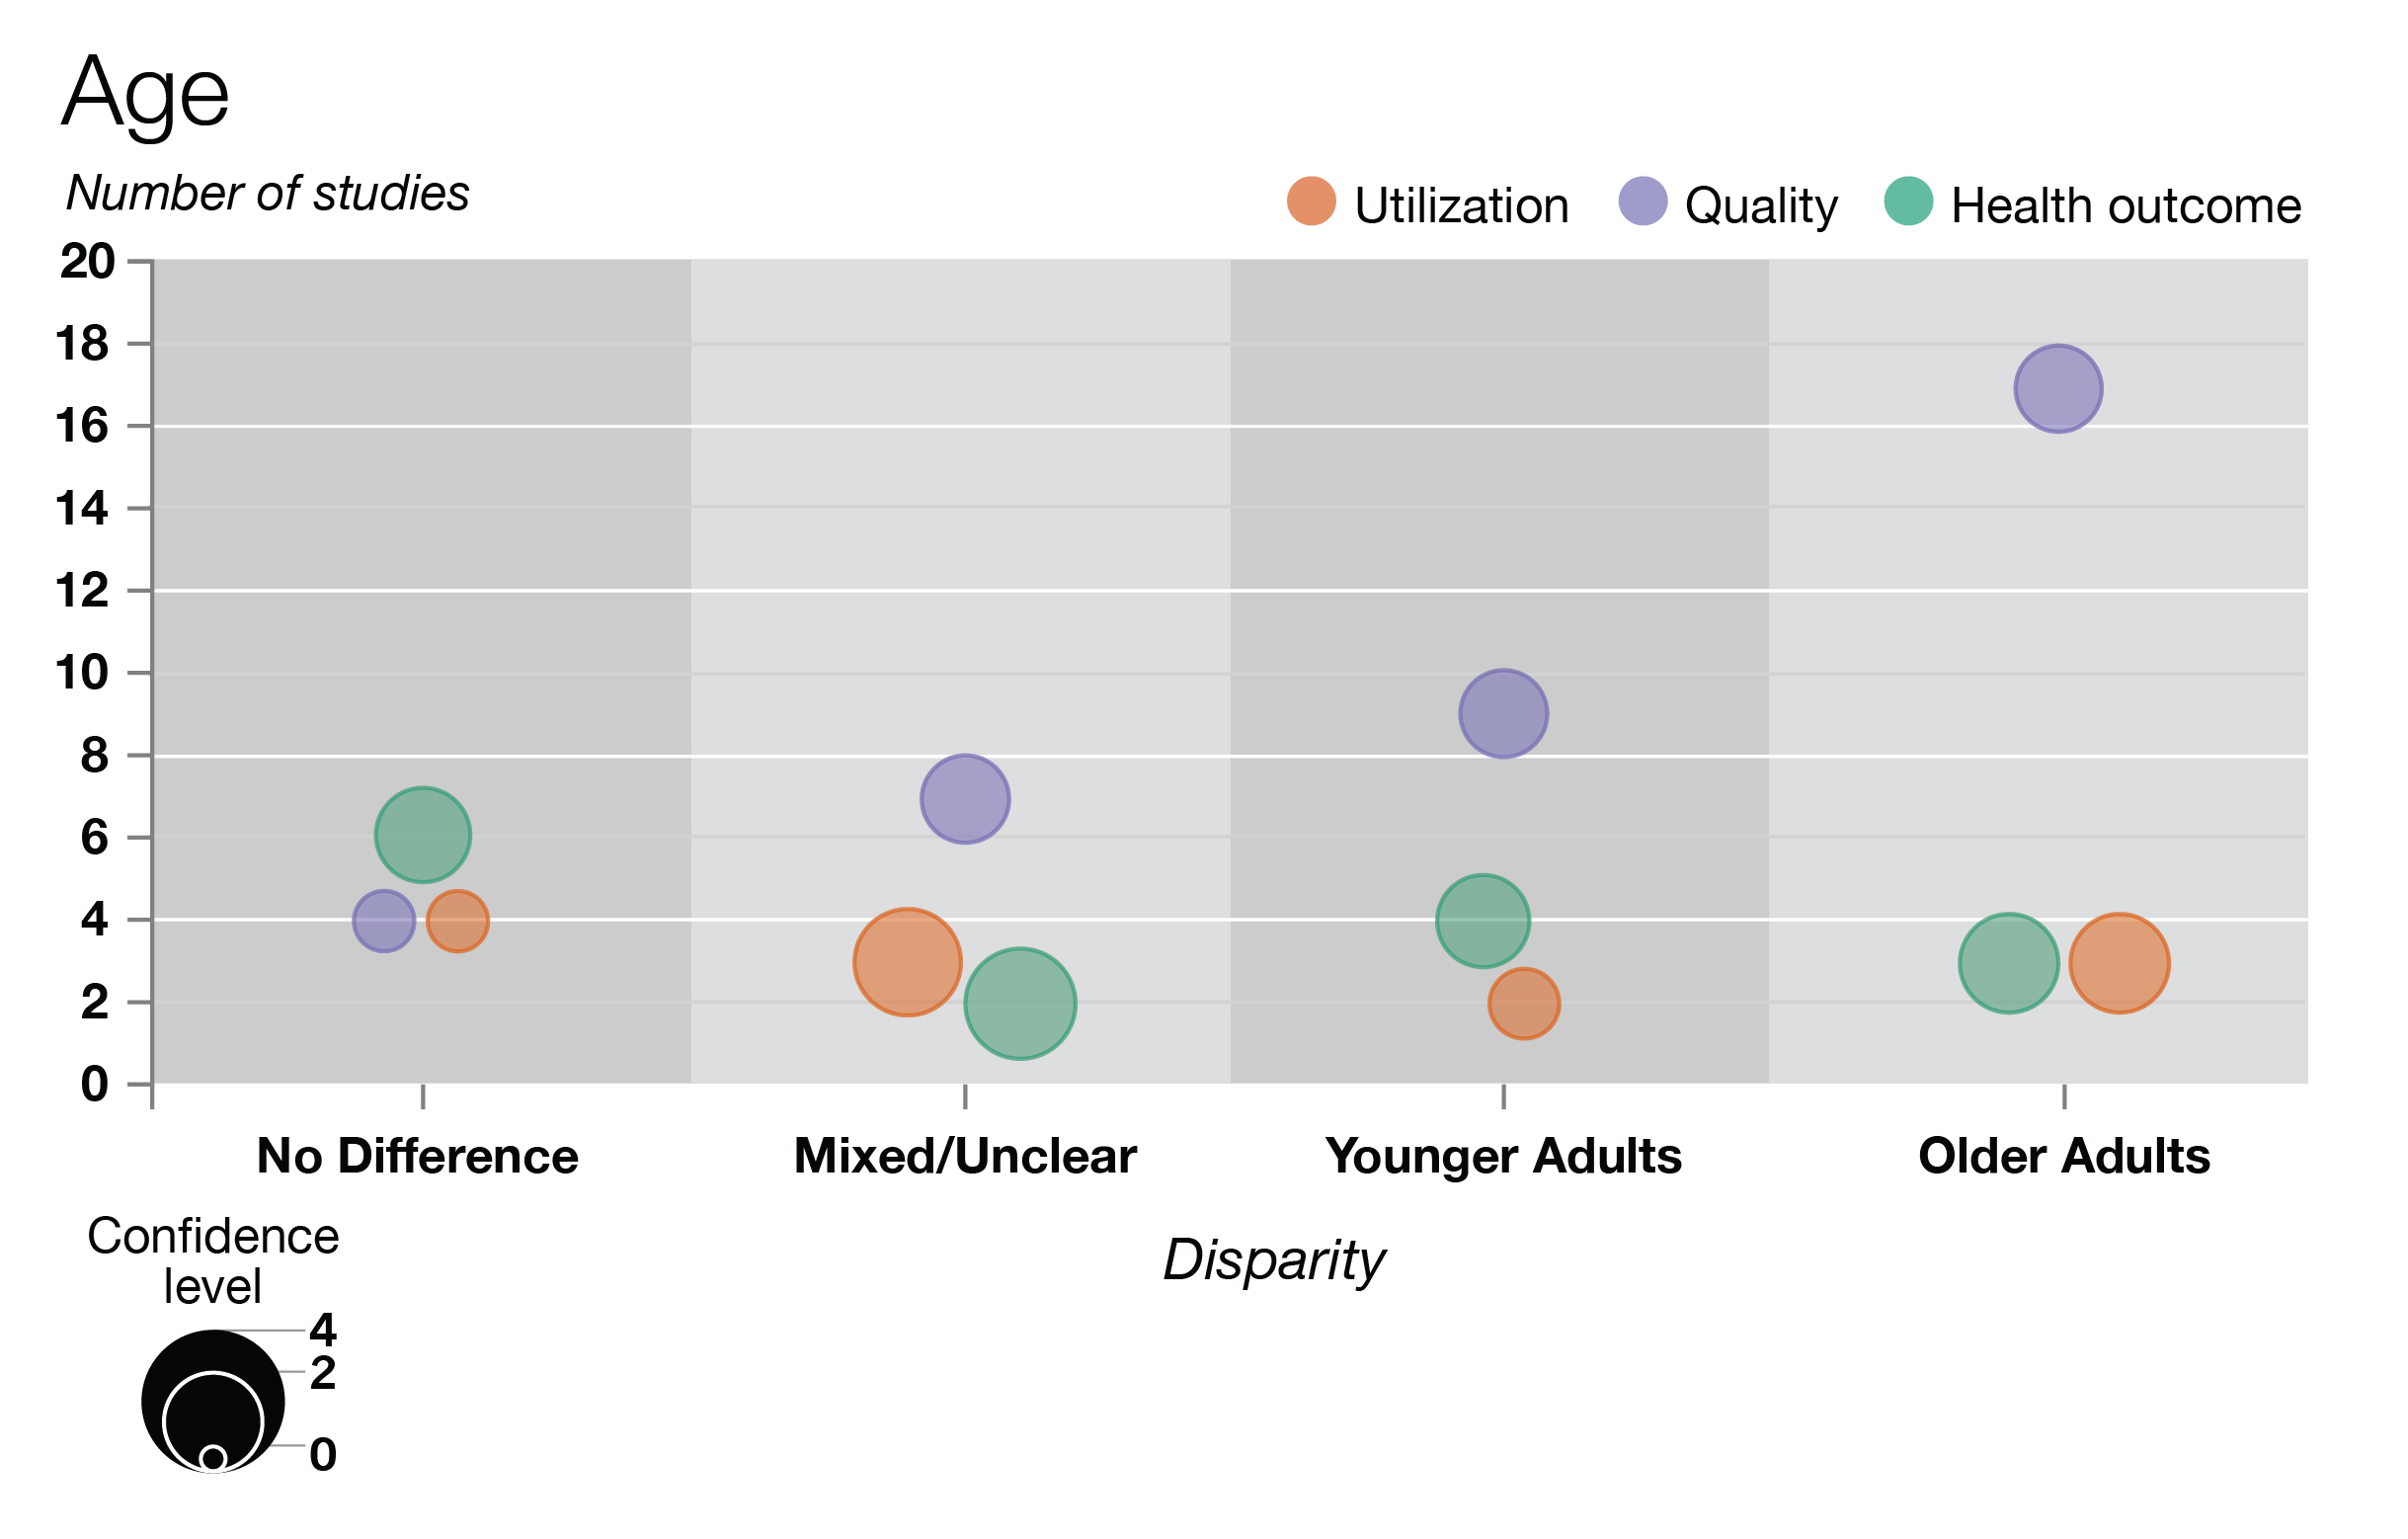 Age
Number of studies
Utilization Quality Health outcome
20
18
16
14
12
10
8
6
4
2
0
No Difference Mixed/Unclear Younger Adults Older Adults
Disparity
Confidence
level
4
2
0